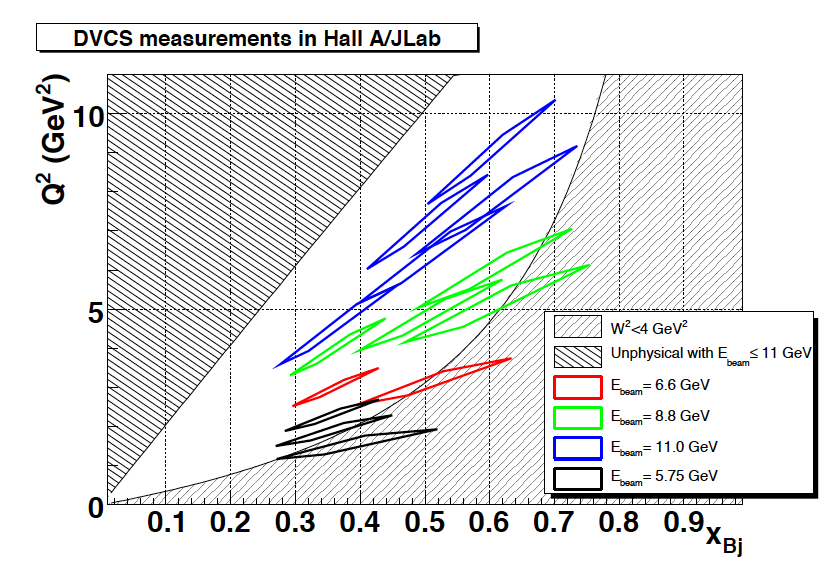 DVCS measurements in Hall A/JLab
Q² (GeV²)
10
5
0
W²<4 GeV²
Unphysical with E_beam ≤ 11 GeV
E_beam = 6.6 GeV
E_beam = 8.8 GeV
E_beam = 11.0 GeV
E_beam = 5.75 GeV
0.1 0.2 0.3 0.4 0.5 0.6 0.7 0.8 0.9 x_Bj